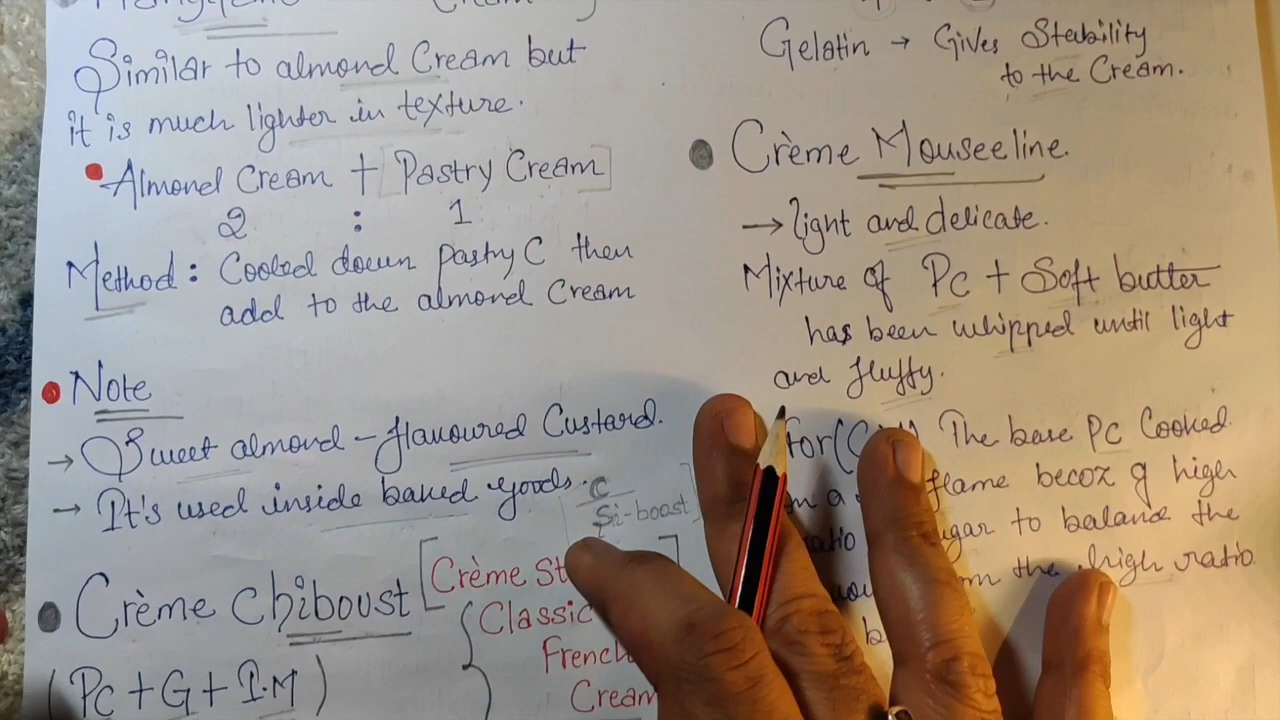 Similar to almond Cream but
it is much lighter in texture.
Almond Cream + [Pastry Cream]
2 : 1
Method: Cooled down pastry C then
add to the almond Cream
Note
→ Sweet almond - flavoured Custard.
→ It's used inside baked goods.
C
Si-boost
Crème Chiboust
[Crème St
Classic
French
Cream
(PC + G + I.M)
Gelatin → Gives Stability
to the Cream.
Crème Mouseeline.
→ light and delicate.
Mixture of PC + Soft butter
has been whipped until light
and fluffy.
for The base PC Cooked
flame becoz of high
ratio to balance the
the high ratio.